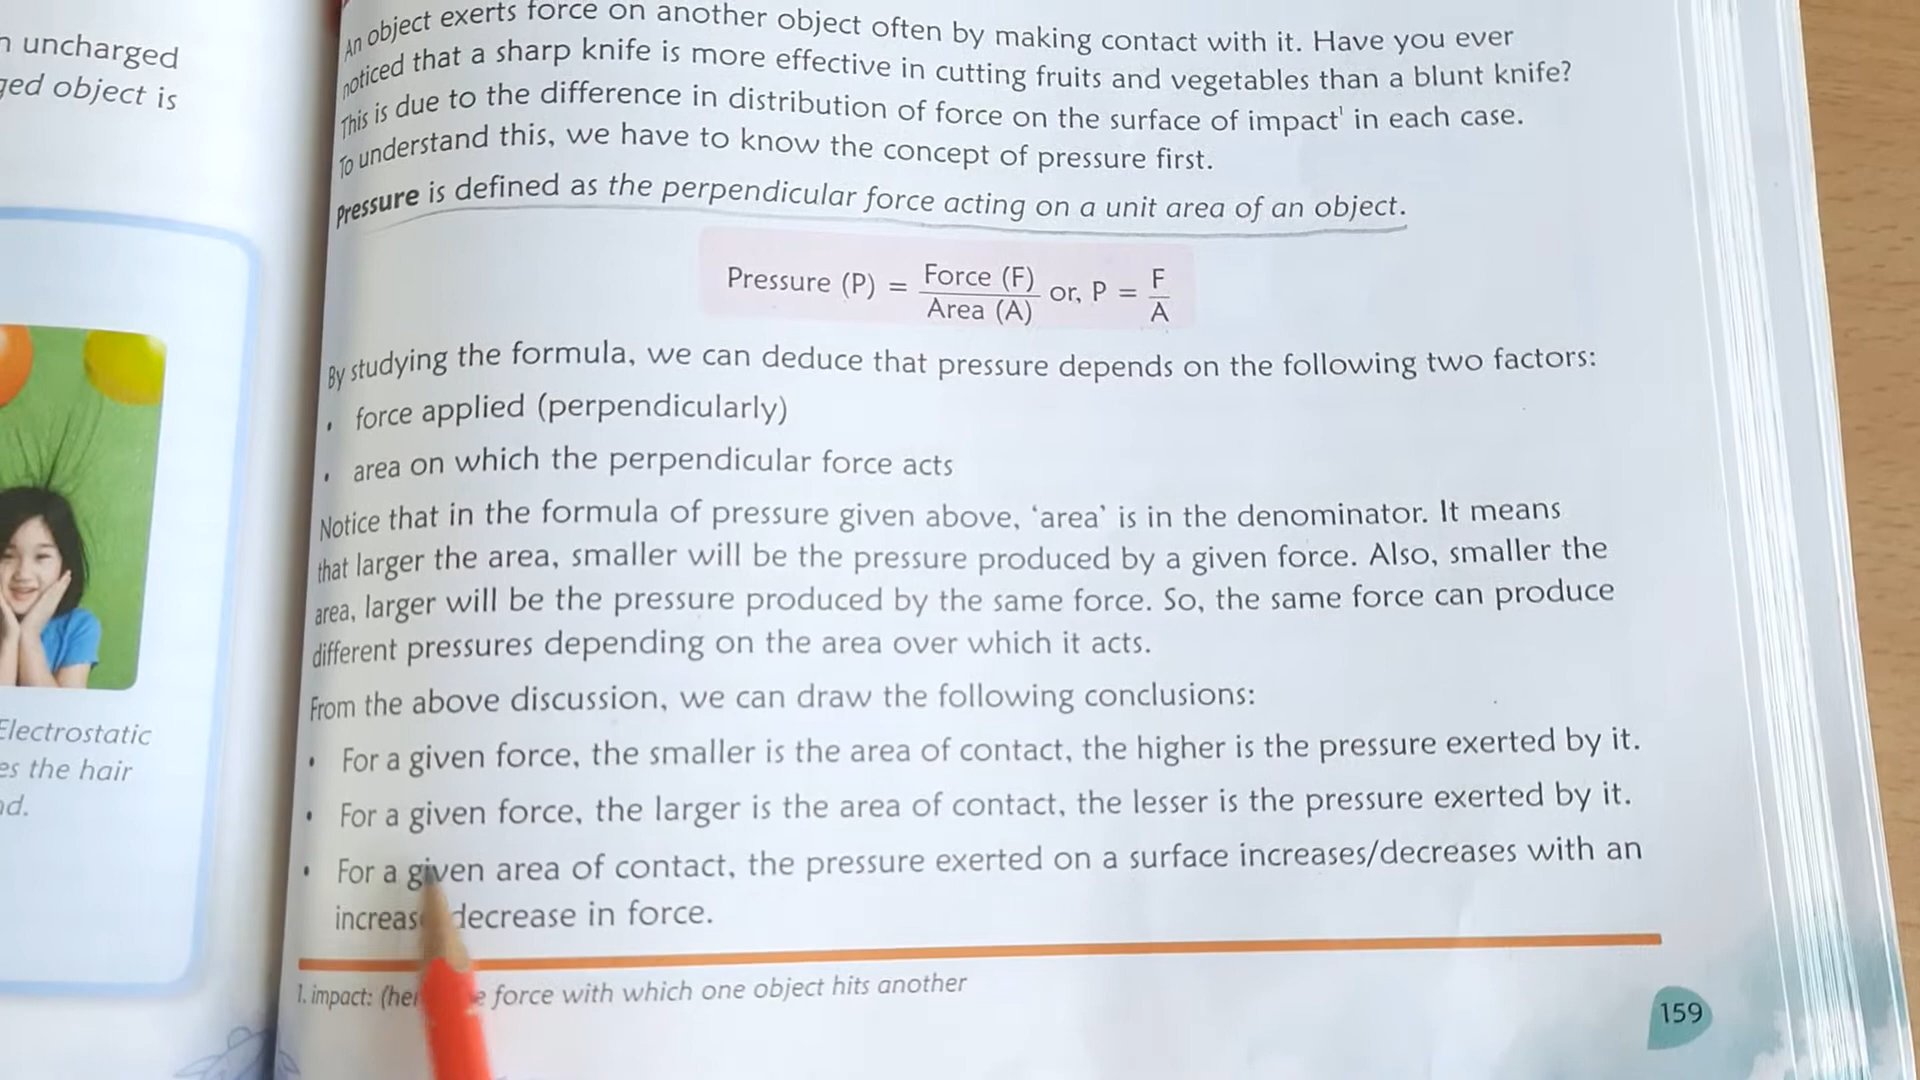 n uncharged
ged object is
Electrostatic
es the hair
nd.
An object exerts force on another object often by making contact with it. Have you ever
noticed that a sharp knife is more effective in cutting fruits and vegetables than a blunt knife?
This is due to the difference in distribution of force on the surface of impact¹ in each case.
To understand this, we have to know the concept of pressure first.
Pressure is defined as the perpendicular force acting on a unit area of an object.
Pressure (P) = Force (F) / Area (A) or, P = F / A
By studying the formula, we can deduce that pressure depends on the following two factors:
• force applied (perpendicularly)
• area on which the perpendicular force acts
Notice that in the formula of pressure given above, ‘area’ is in the denominator. It means
that larger the area, smaller will be the pressure produced by a given force. Also, smaller the
area, larger will be the pressure produced by the same force. So, the same force can produce
different pressures depending on the area over which it acts.
From the above discussion, we can draw the following conclusions:
• For a given force, the smaller is the area of contact, the higher is the pressure exerted by it.
• For a given force, the larger is the area of contact, the lesser is the pressure exerted by it.
• For a given area of contact, the pressure exerted on a surface increases/decreases with an
increas decrease in force.
1. impact: (her force with which one object hits another
159